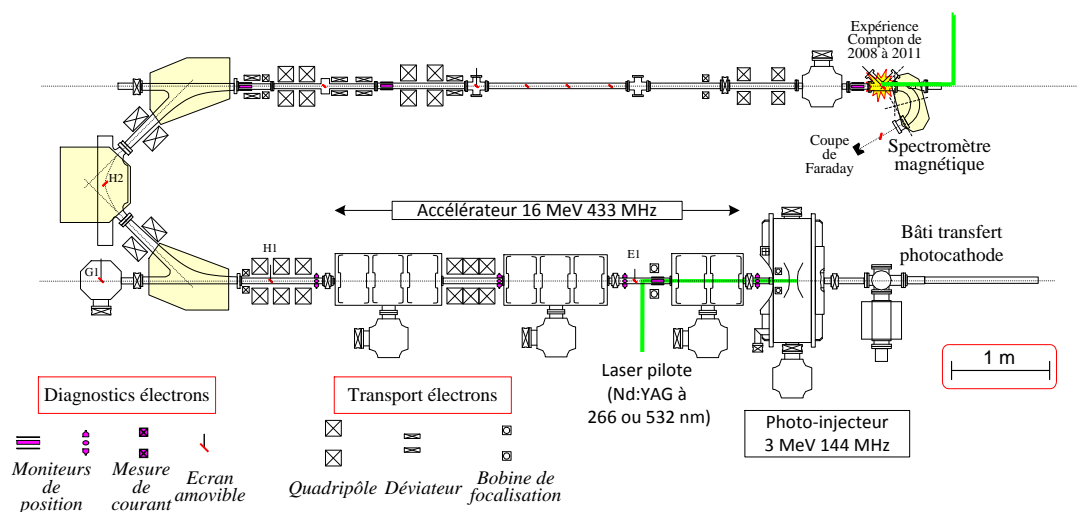 Expérience
Compton de
2008 à 2011
Coupe
de
Faraday
Spectromètre
magnétique
H2
Accélérateur 16 MeV 433 MHz
G1
H1
E1
Bâti transfert
photocathode
1 m
Laser pilote
(Nd:YAG à
266 ou 532 nm)
Photo-injecteur
3 MeV 144 MHz
Diagnostics électrons
Moniteurs
de
position
Mesure
de
courant
Ecran
amovible
Transport électrons
Quadripôle
Déviateur
Bobine de
focalisation